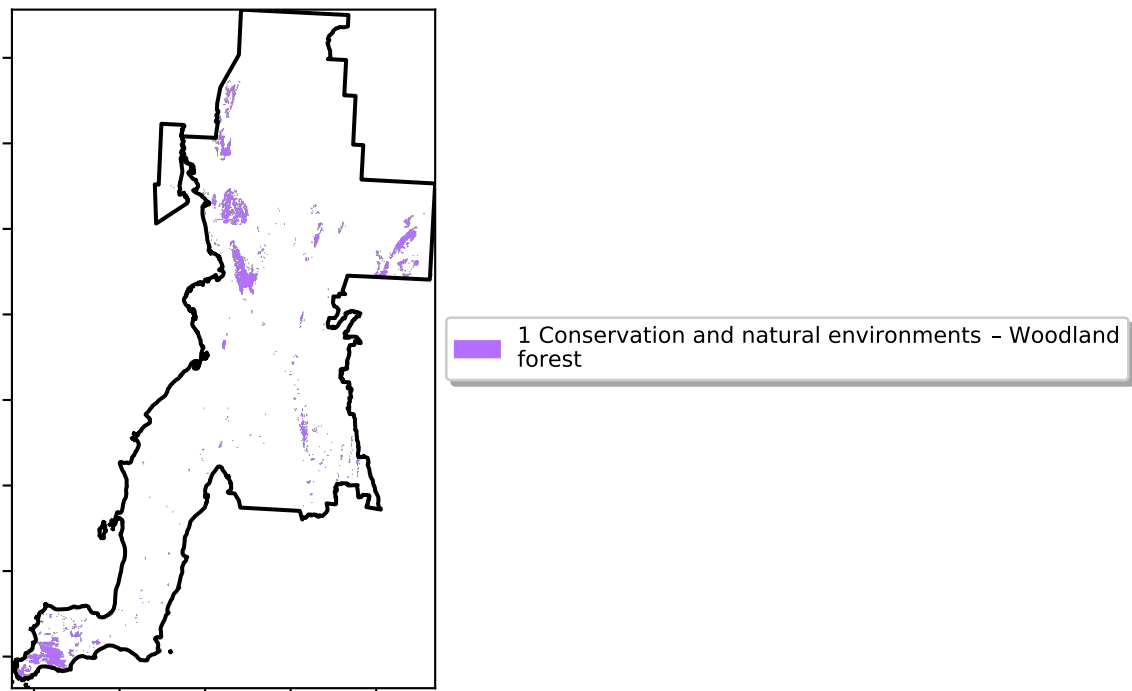 1 Conservation and natural environments – Woodland
forest